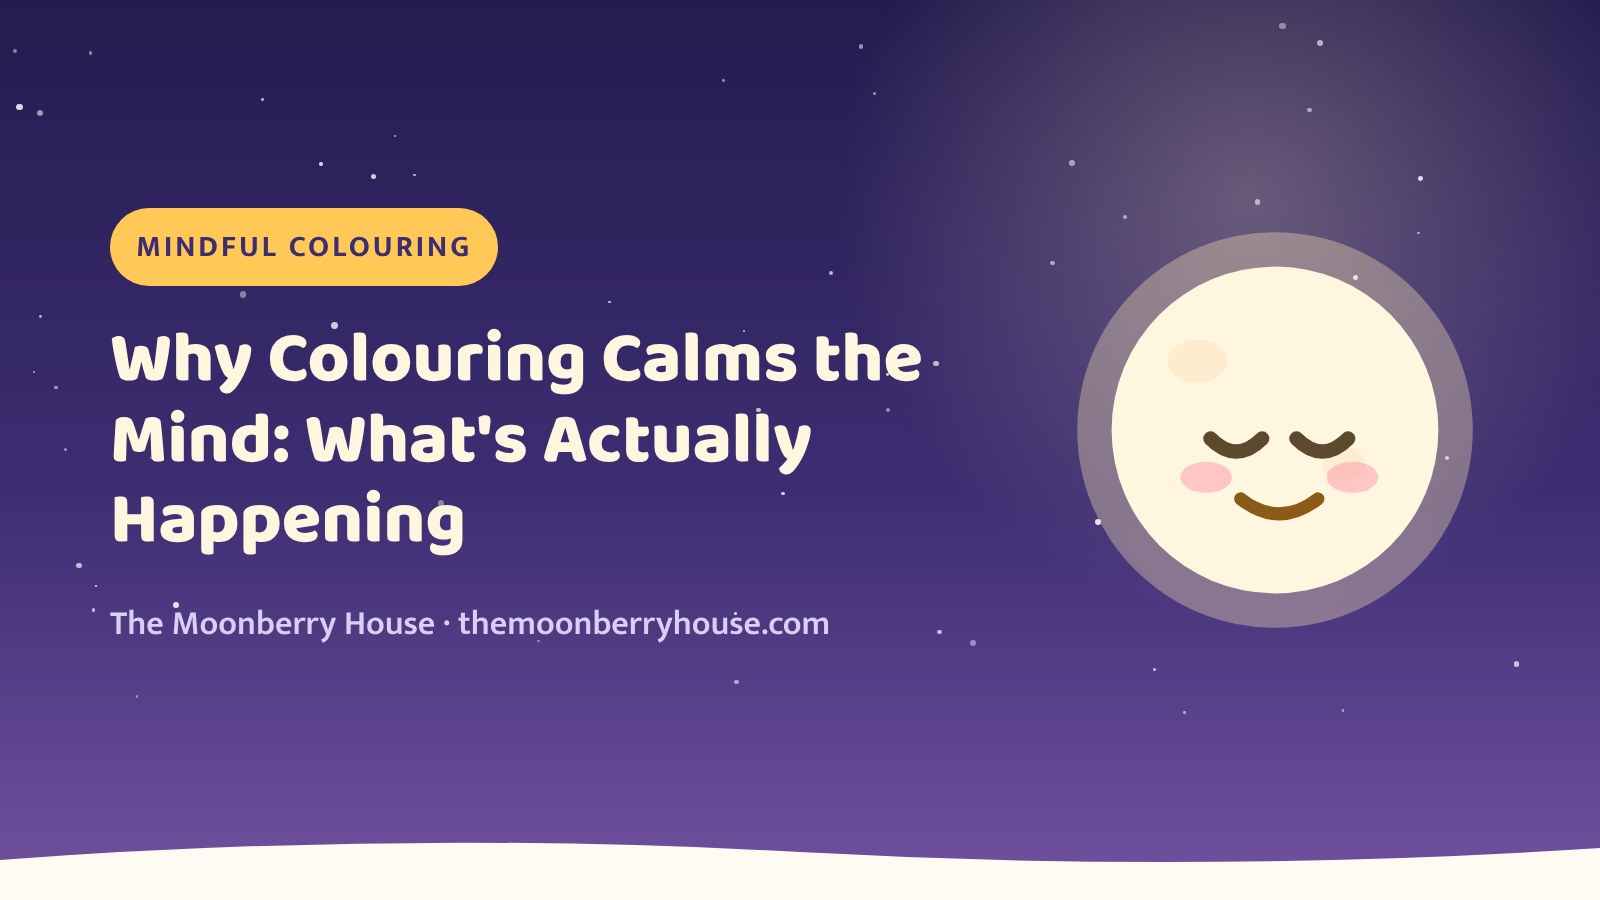 MINDFUL COLOURING
Why Colouring Calms the
Mind: What's Actually
Happening
The Moonberry House · themoonberryhouse.com